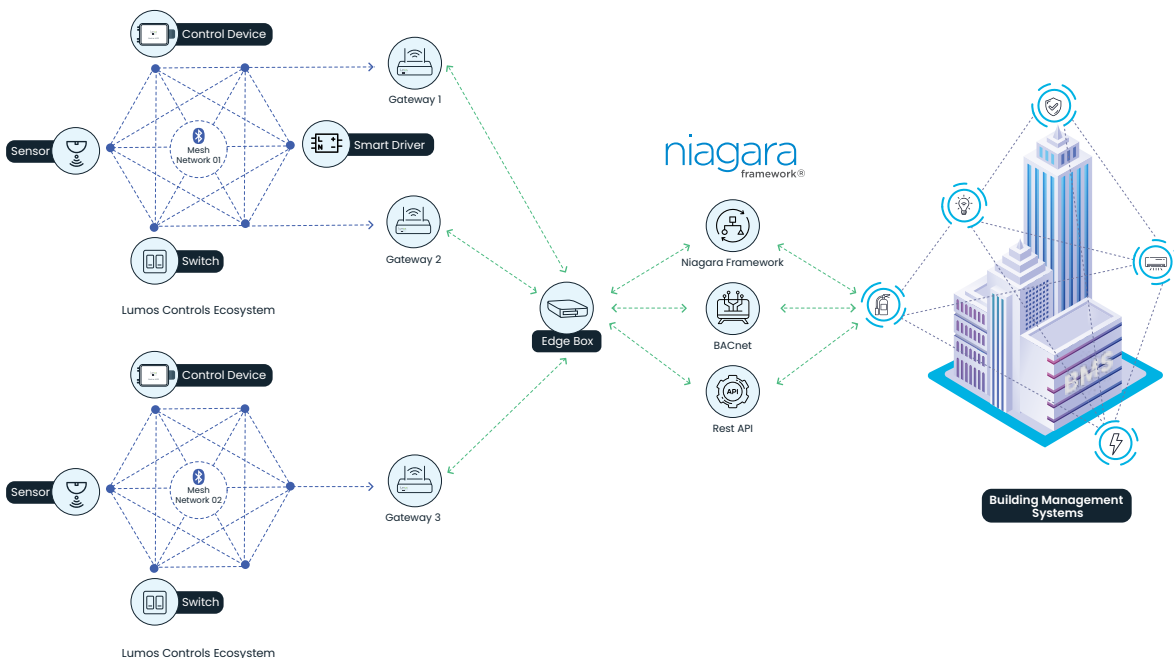 Control Device
Sensor
Mesh
Network 01
L
N
Smart Driver
Switch
Lumos Controls Ecosystem
Gateway 1
Gateway 2
Control Device
Sensor
Mesh
Network 02
Switch
Lumos Controls Ecosystem
Gateway 3
Edge Box
niagara
framework®
Niagara Framework
BACnet
API
Rest API
BMS
Building Management
Systems